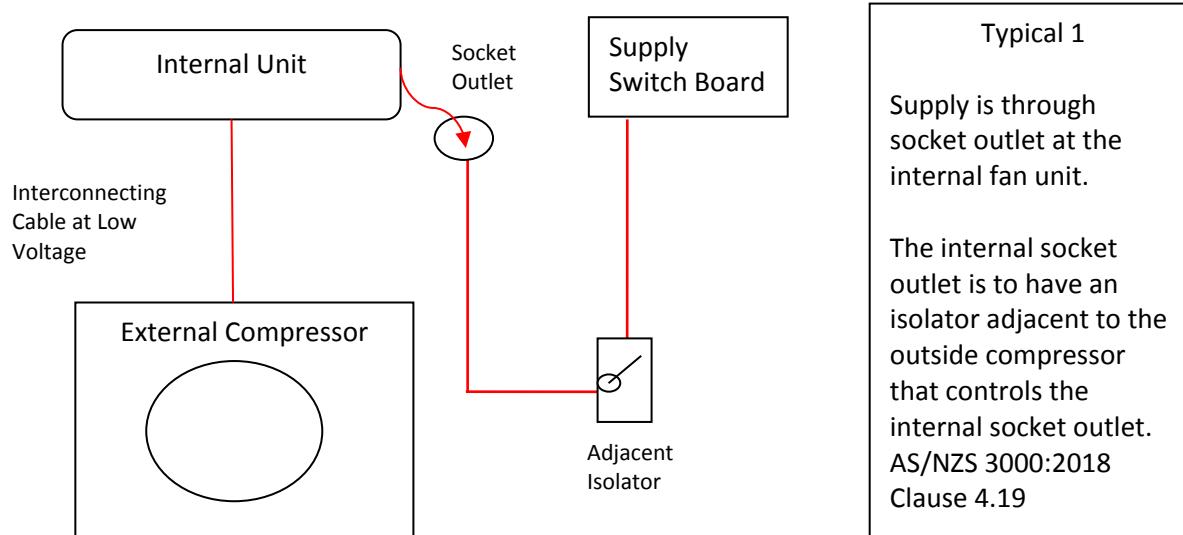 Internal Unit
Socket
Outlet
Supply
Switch Board
Interconnecting
Cable at Low
Voltage
External Compressor
Adjacent
Isolator
Typical 1
Supply is through
socket outlet at the
internal fan unit.
The internal socket
outlet is to have an
isolator adjacent to the
outside compressor
that controls the
internal socket outlet.
AS/NZS 3000:2018
Clause 4.19